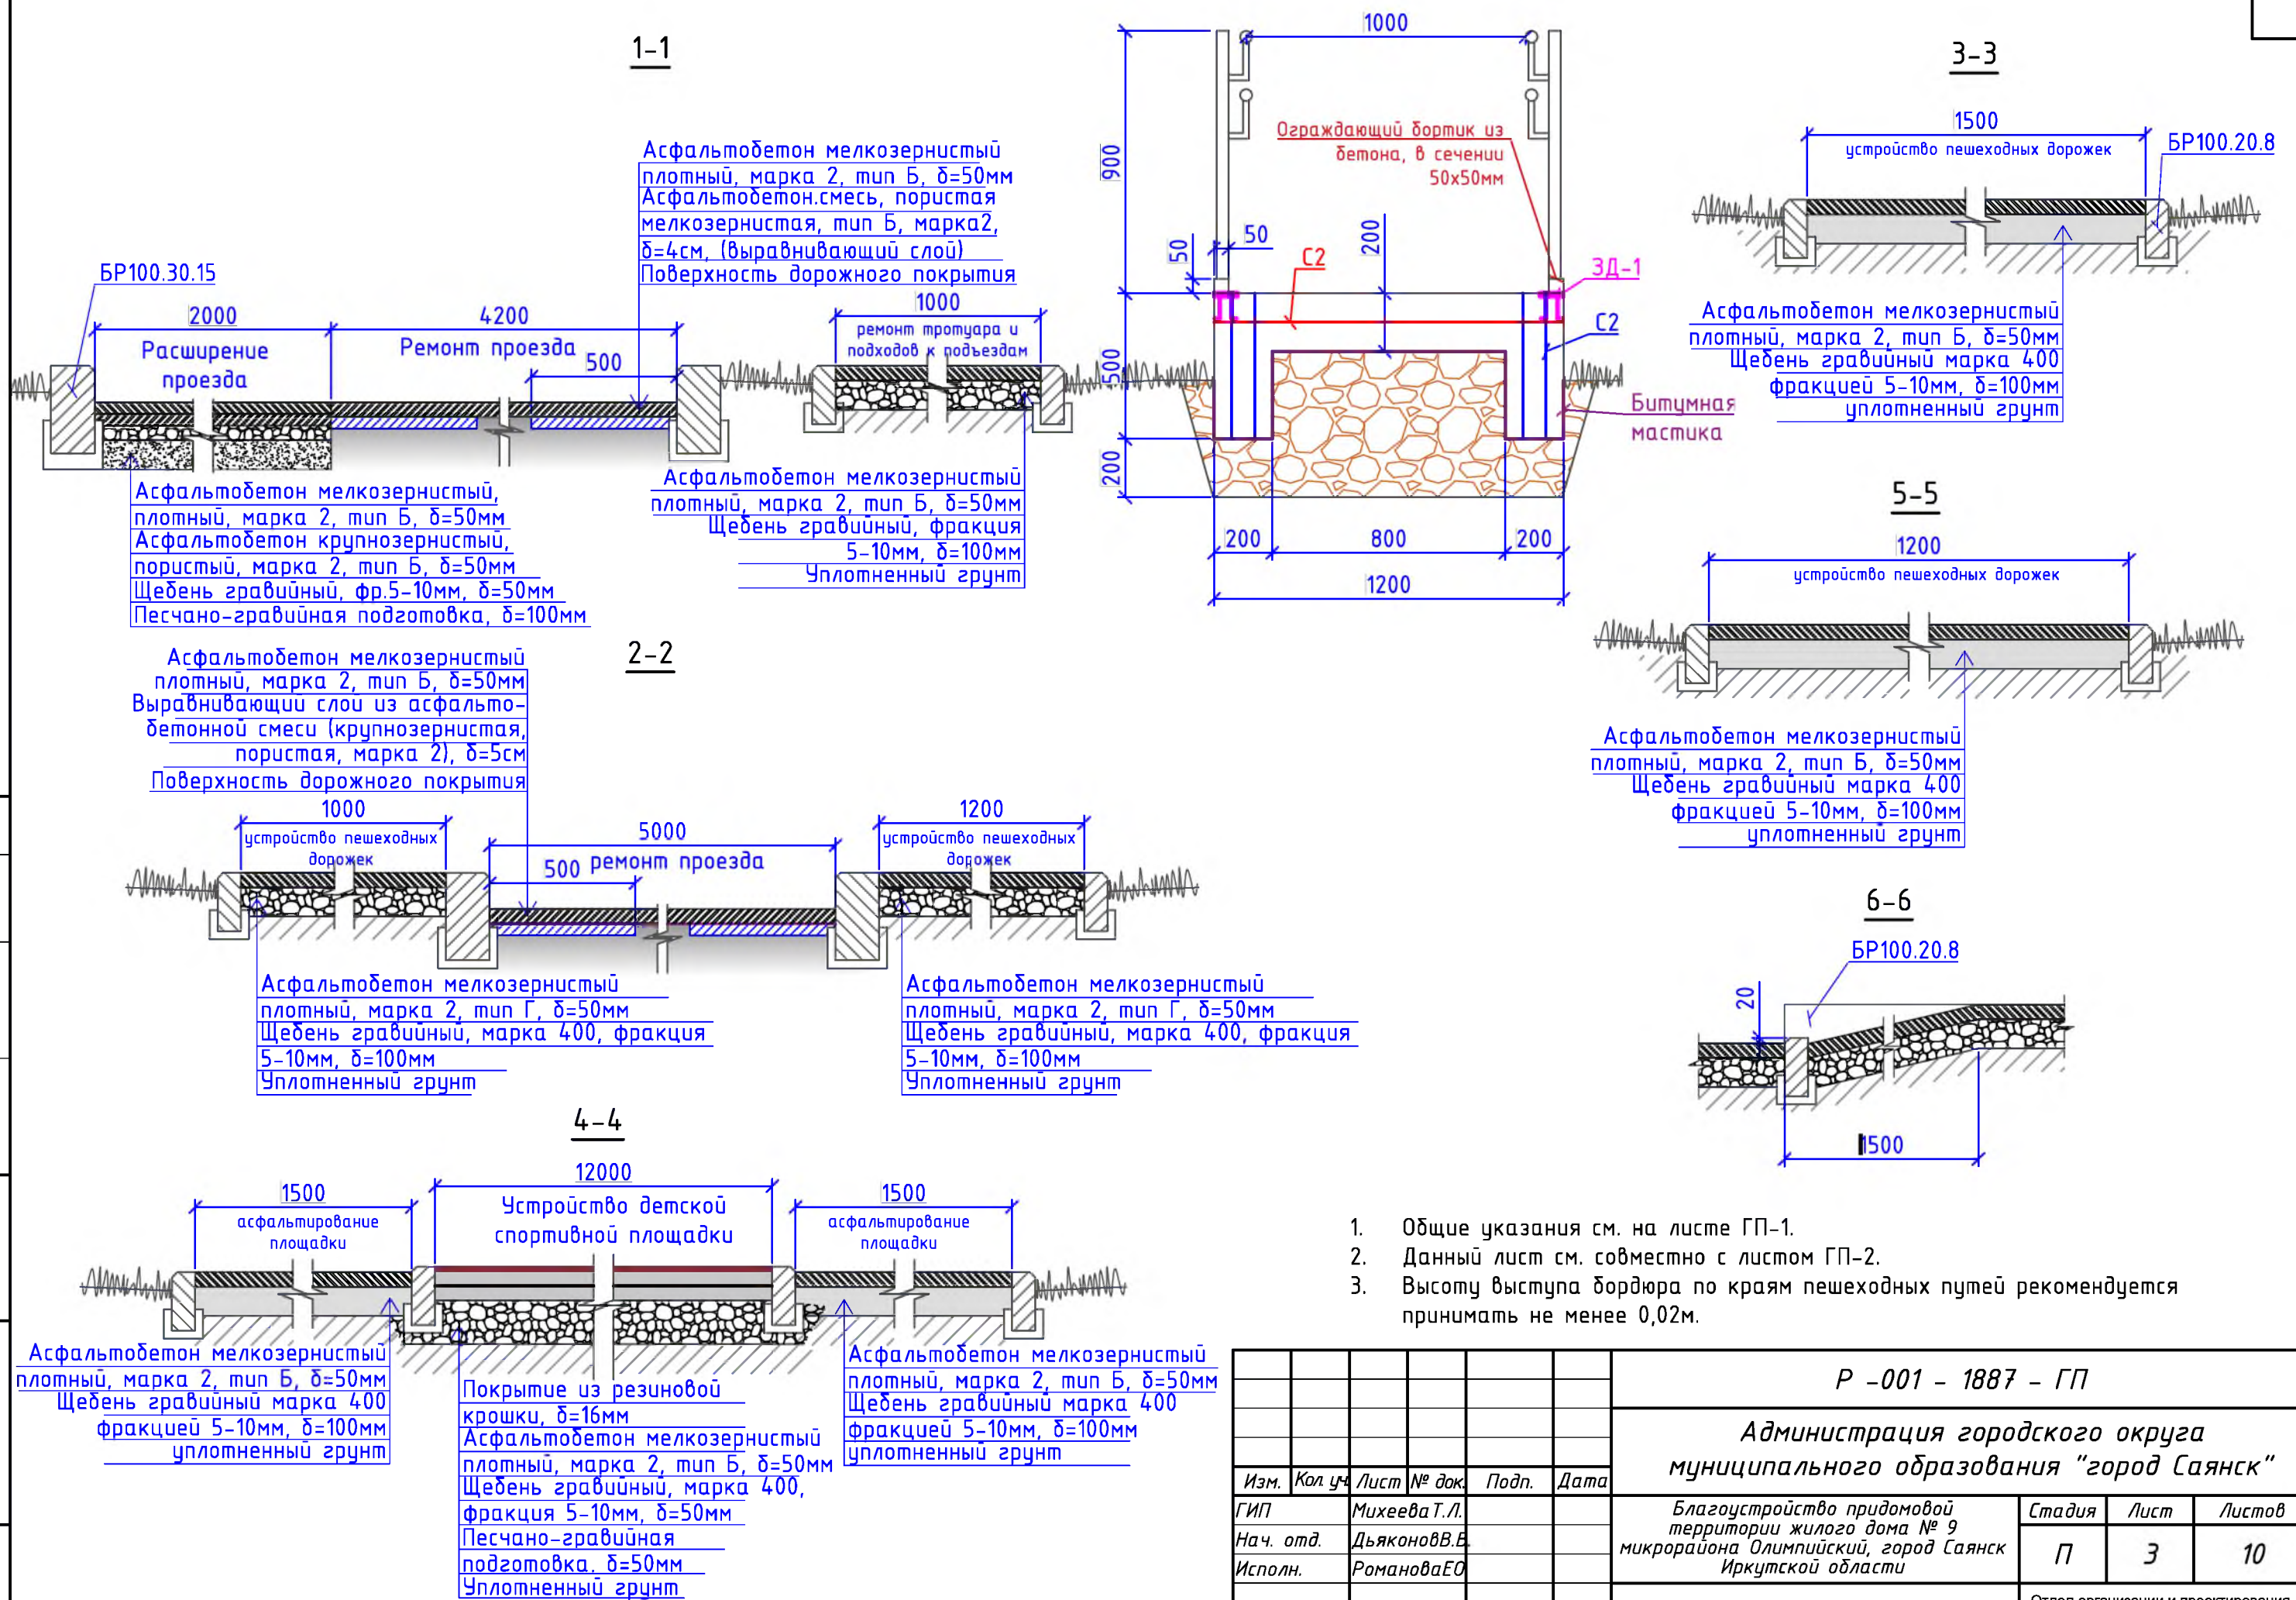 1-1
БР100.30.15
2000
4200
Расширение
проезда
Ремонт проезда
500
Асфальтобетон мелкозернистый
плотный, марка 2, тип Б, δ=50мм
Асфальтобетон.смесь, пористая
мелкозернистая, тип Б, марка2,
δ=4см, (выравнивающий слой)
Поверхность дорожного покрытия
1000
ремонт тротуара и
подходов к подъездам
Асфальтобетон мелкозернистый,
плотный, марка 2, тип Б, δ=50мм
Асфальтобетон крупнозернистый,
пористый, марка 2, тип Б, δ=50мм
Щебень гравийный, фр.5-10мм, δ=50мм
Песчано-гравийная подготовка, δ=100мм
Асфальтобетон мелкозернистый
плотный, марка 2, тип Б, δ=50мм
Щебень гравийный, фракция
5-10мм, δ=100мм
Уплотненный грунт
1000
900
Ограждающий бортик из
бетона, в сечении
50х50мм
50
50
200
С2
ЗД-1
С2
500
200
Битумная
мастика
200
800
200
1200
3-3
1500
устройство пешеходных дорожек
БР100.20.8
Асфальтобетон мелкозернистый
плотный, марка 2, тип Б, δ=50мм
Щебень гравийный марка 400
фракцией 5-10мм, δ=100мм
уплотненный грунт
5-5
1200
устройство пешеходных дорожек
Асфальтобетон мелкозернистый
плотный, марка 2, тип Б, δ=50мм
Щебень гравийный марка 400
фракцией 5-10мм, δ=100мм
уплотненный грунт
2-2
Асфальтобетон мелкозернистый
плотный, марка 2, тип Б, δ=50мм
Выравнивающий слой из асфальто-
бетонной смеси (крупнозернистая,
пористая, марка 2), δ=5см
Поверхность дорожного покрытия
1000
устройство пешеходных
дорожек
5000
500
ремонт проезда
1200
устройство пешеходных
дорожек
Асфальтобетон мелкозернистый
плотный, марка 2, тип Г, δ=50мм
Щебень гравийный, марка 400, фракция
5-10мм, δ=100мм
Уплотненный грунт
Асфальтобетон мелкозернистый
плотный, марка 2, тип Г, δ=50мм
Щебень гравийный, марка 400, фракция
5-10мм, δ=100мм
Уплотненный грунт
6-6
БР100.20.8
20
1500
4-4
1500
асфальтирование
площадки
12000
Устройство детской
спортивной площадки
1500
асфальтирование
площадки
Асфальтобетон мелкозернистый
плотный, марка 2, тип Б, δ=50мм
Щебень гравийный марка 400
фракцией 5-10мм, δ=100мм
уплотненный грунт
Покрытие из резиновой
крошки, δ=16мм
Асфальтобетон мелкозернистый
плотный, марка 2, тип Б, δ=50мм
Щебень гравийный, марка 400,
фракция 5-10мм, δ=50мм
Песчано-гравийная
подготовка. δ=50мм
Уплотненный грунт
Асфальтобетон мелкозернистый
плотный, марка 2, тип Б, δ=50мм
Щебень гравийный марка 400
фракцией 5-10мм, δ=100мм
уплотненный грунт
1. Общие указания см. на листе ГП-1.
2. Данный лист см. совместно с листом ГП-2.
3. Высоту выступа бордюра по краям пешеходных путей рекомендуется
принимать не менее 0,02м.
Р -001 - 1887 - ГП
Администрация городского округа
муниципального образования "город Саянск"
Изм. Кол. уч Лист № док. Подп. Дата
ГИП Михеева Т.Л.
Нач. отд. Дьяконов В.В.
Исполн. Романова ЕО
Благоустройство придомовой
территории жилого дома № 9
микрорайона Олимпийский, город Саянск
Иркутской области
Стадия Лист Листов
П 3 10